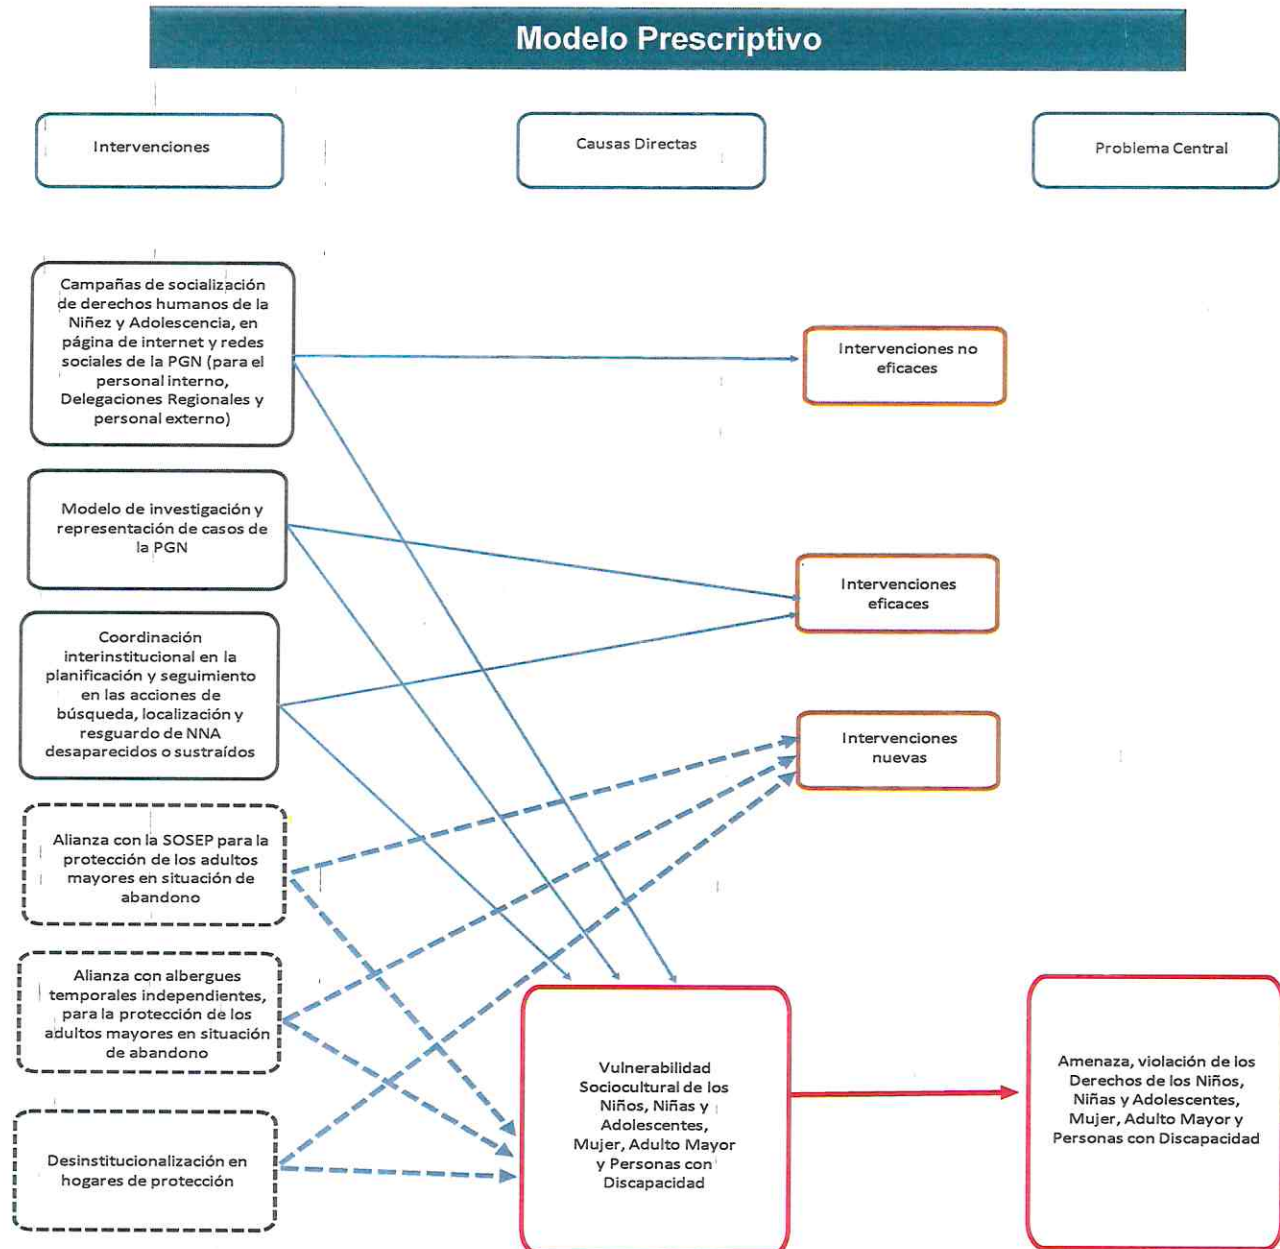 Modelo Prescriptivo
Intervenciones
Causas Directas
Problema Central
Campañas de socialización
de derechos humanos de la
Niñez y Adolescencia, en
página de internet y redes
sociales de la PGN (para el
personal interno,
Delegaciones Regionales y
personal externo)
Intervenciones no
eficaces
Modelo de investigación y
representación de casos de
la PGN
Intervenciones
eficaces
Coordinación
interinstitucional en la
planificación y seguimiento
en las acciones de
búsqueda, localización y
resguardo de NNA
desaparecidos o sustraídos
Intervenciones
nuevas
Alianza con la SOSEP para la
protección de los adultos
mayores en situación de
abandono
Alianza con albergues
temporales independientes,
para la protección de los
adultos mayores en situación
de abandono
Desinstitucionalización en
hogares de protección
Vulnerabilidad
Sociocultural de los
Niños, Niñas y
Adolescentes,
Mujer, Adulto Mayor
y Personas con
Discapacidad
Amenaza, violación de los
Derechos de los Niños,
Niñas y Adolescentes,
Mujer, Adulto Mayor y
Personas con Discapacidad